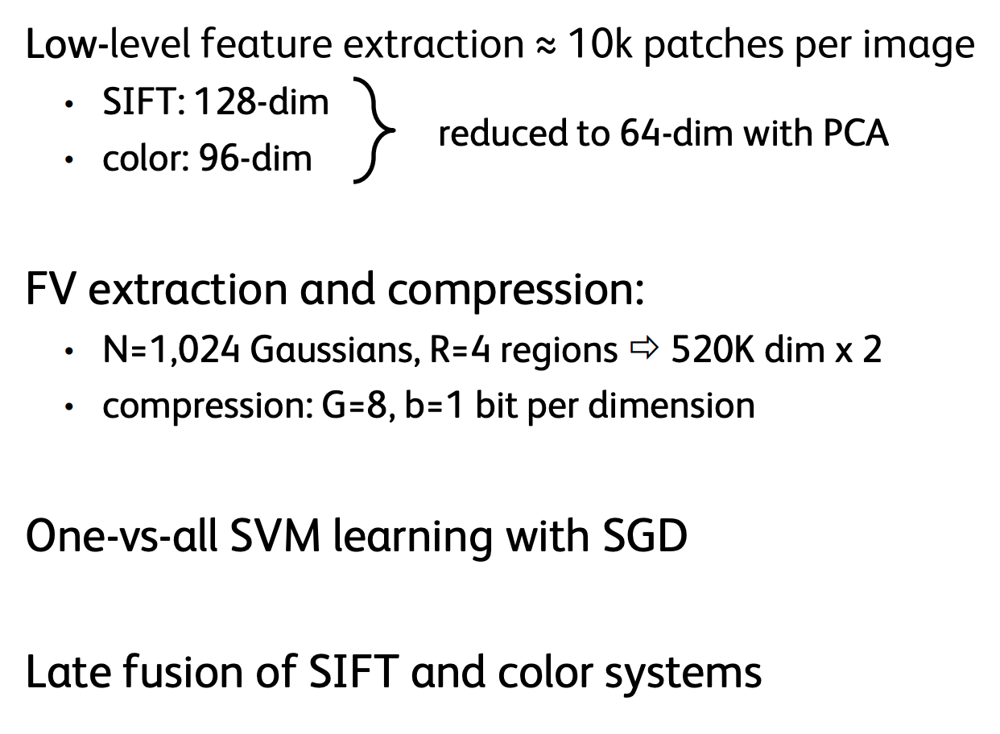 Low-level feature extraction ≈ 10k patches per image
• SIFT: 128-dim
• color: 96-dim
reduced to 64-dim with PCA
FV extraction and compression:
• N=1,024 Gaussians, R=4 regions ⇨ 520K dim x 2
• compression: G=8, b=1 bit per dimension
One-vs-all SVM learning with SGD
Late fusion of SIFT and color systems